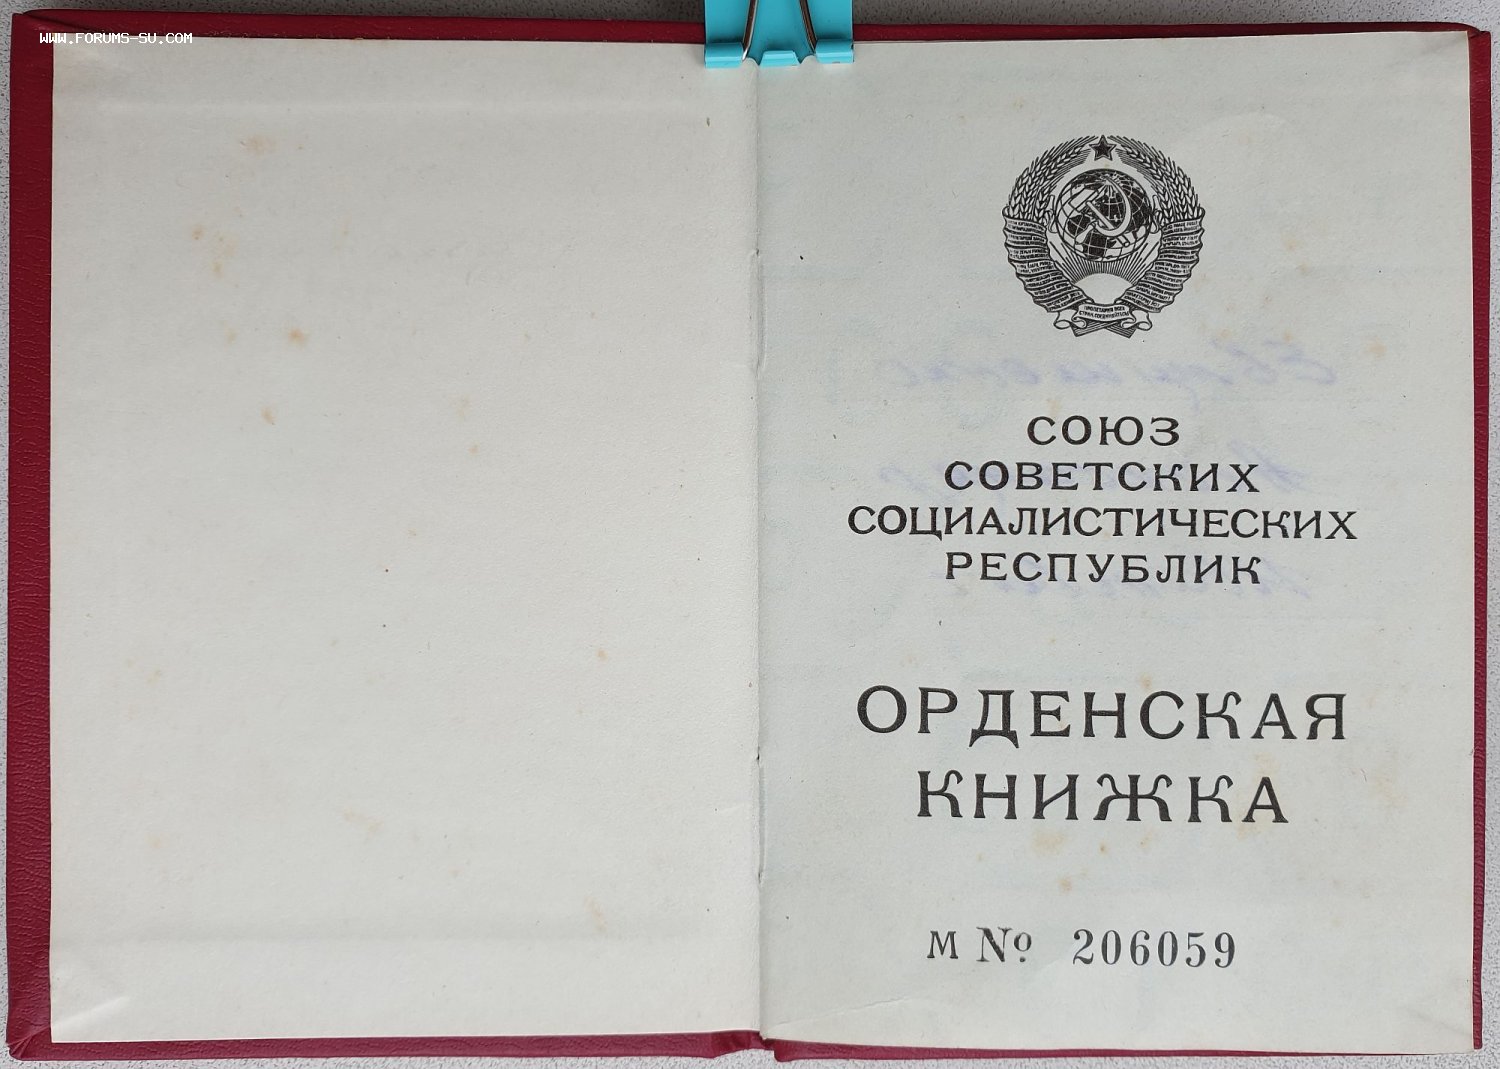 WWW.FORUMS-SU.COM
СОЮЗ
СОВЕТСКИХ
СОЦИАЛИСТИЧЕСКИХ
РЕСПУБЛИК
ОРДЕНСКАЯ
КНИЖКА
М № 206059